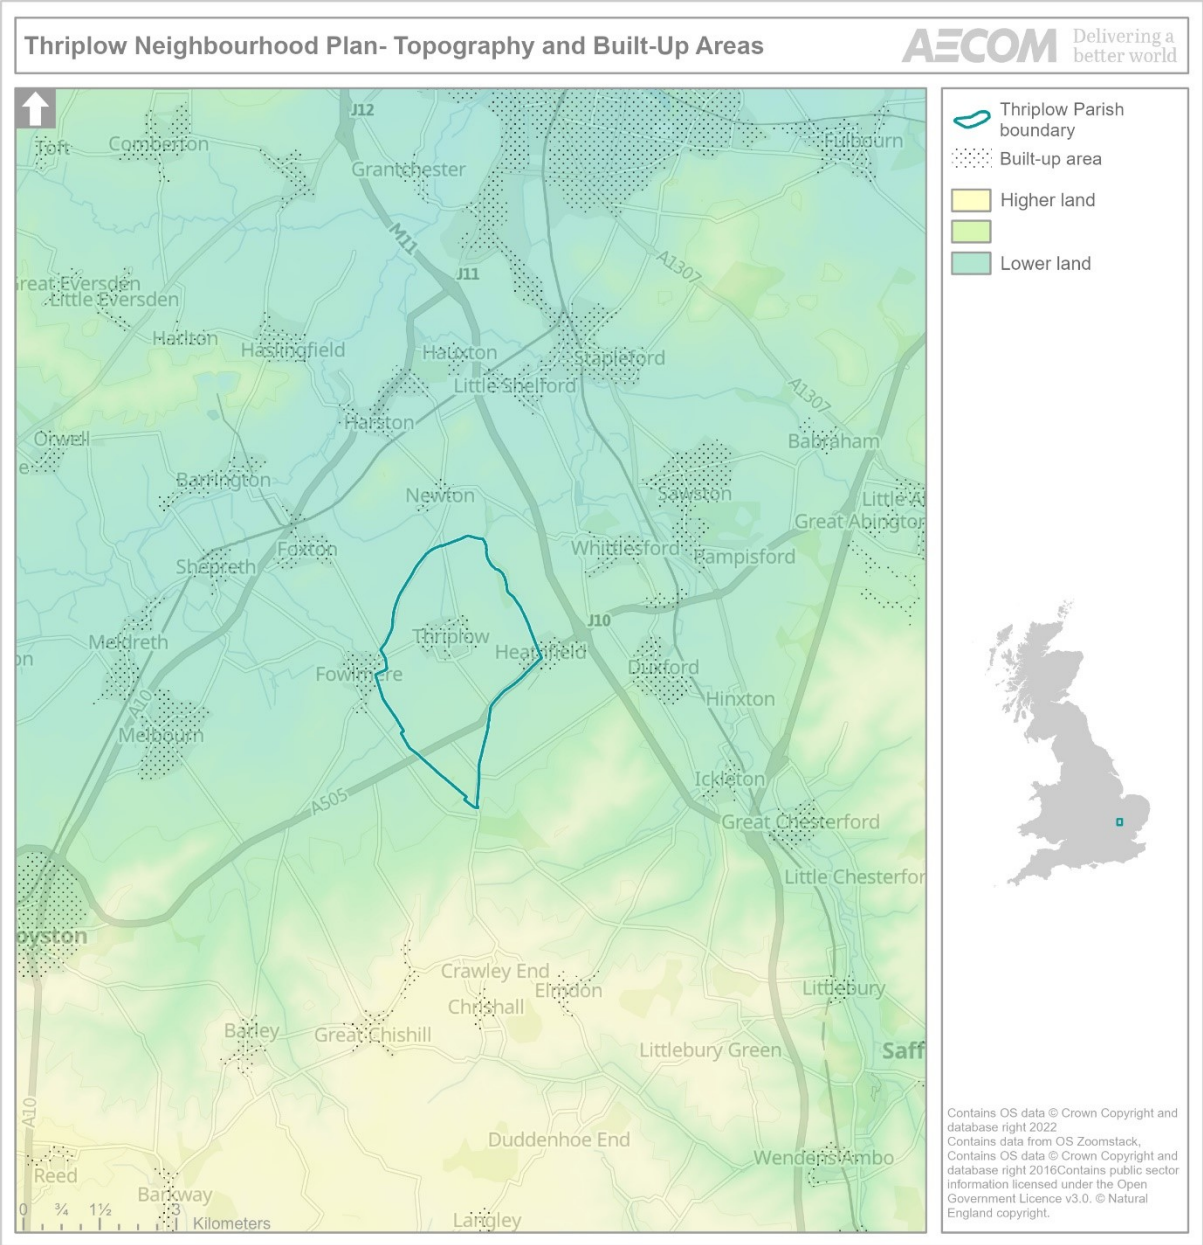 Thriplow Neighbourhood Plan- Topography and Built-Up Areas
AECOM
Delivering a
better world
J12
Toft
Comberton
Grantchester
Fulbourn
M11
A1307
J11
Great Eversden
Little Eversden
Harlton
Haslingfield
Hauxton
Stapleford
Little Shelford
A1307
Harston
Orwell
Babraham
Barrington
Newton
Sawston
Little A
Great Abington
Foxton
Whittlesford
Pampisford
Shepreth
J10
Meldreth
Thriplow
Heathfield
Fowlmere
Duxford
Hinxton
A10
Melbourn
Ickleton
A505
Great Chesterford
Little Chesterfor
oyston
Crawley End
Elmdon
Littlebury
Chrishall
Barley
Great Chishill
Littlebury Green
Saff
A10
Duddenhoe End
Wendens Ambo
Reed
Barkway
Langley
0 ¾ 1½ 3
Kilometers
Thriplow Parish
boundary
Built-up area
Higher land
Lower land
Contains OS data © Crown Copyright and
database right 2022
Contains data from OS Zoomstack,
Contains OS data © Crown Copyright and
database right 2016Contains public sector
information licensed under the Open
Government Licence v3.0. © Natural
England copyright.